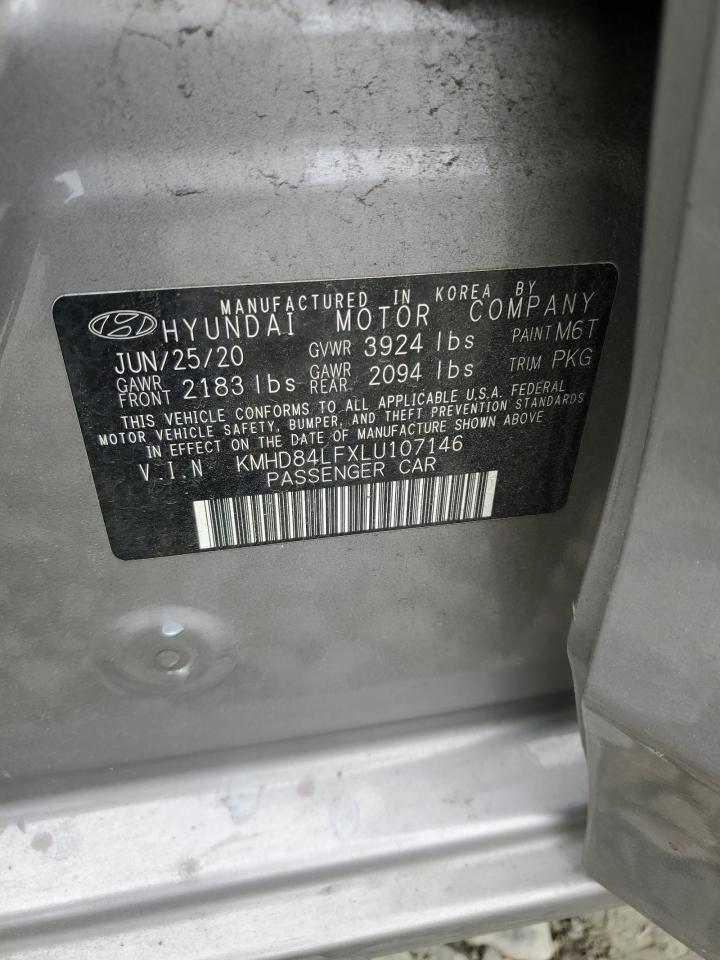 MANUFACTURED IN KOREA BY
HYUNDAI MOTOR COMPANY
JUN/25/20 GVWR 3924 lbs PAINT M6T
GAWR FRONT 2183 lbs GAWR REAR 2094 lbs TRIM PKG
THIS VEHICLE CONFORMS TO ALL APPLICABLE U.S.A. FEDERAL
MOTOR VEHICLE SAFETY, BUMPER, AND THEFT PREVENTION STANDARDS
IN EFFECT ON THE DATE OF MANUFACTURE SHOWN ABOVE
V.I.N KMHD84LFXLU107146
PASSENGER CAR